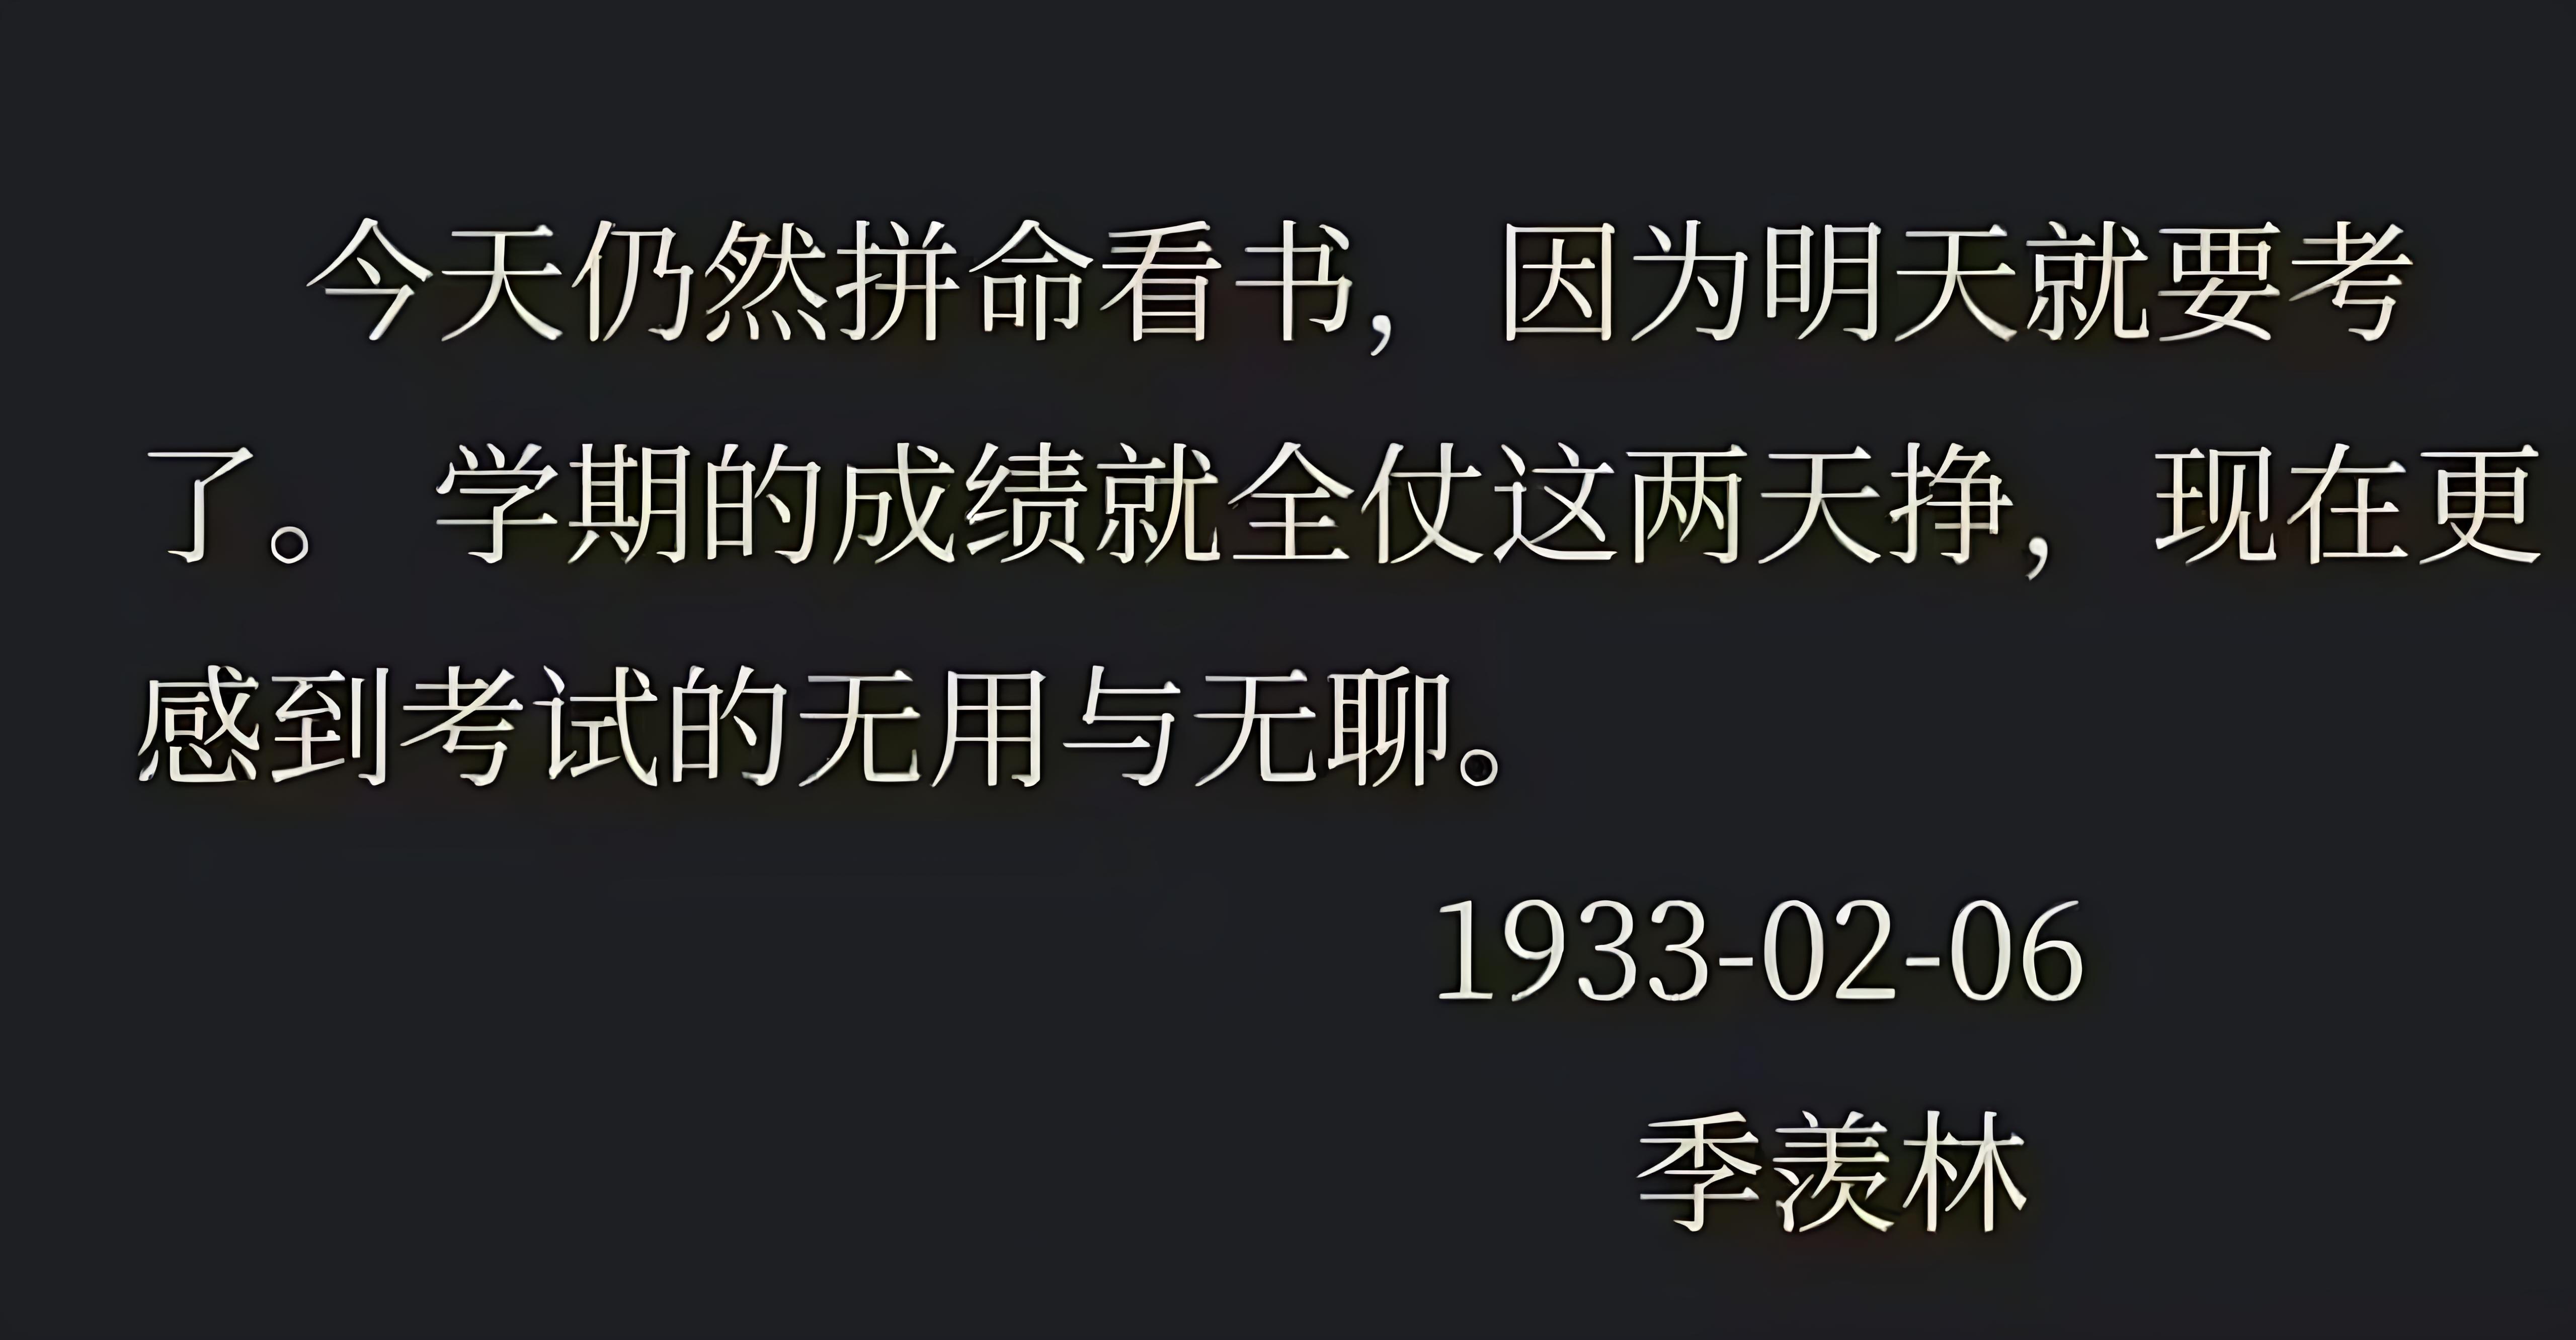 今天仍然拼命看书，因为明天就要考
了。学期的成绩就全仗这两天挣，现在更
感到考试的无用与无聊。
1933-02-06
季羡林